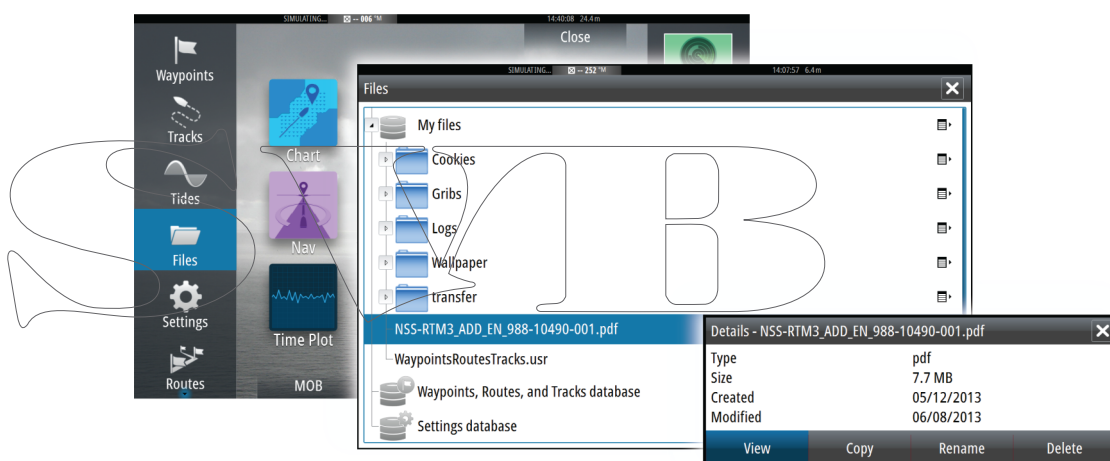 SIMULATING... -- 006 °M 14:40:08 24.4 m
Close
Waypoints
Tracks
Tides
Files
Settings
Routes
Chart
Nav
Time Plot
MOB
SIMULATING... -- 252 °M 14:07:57 6.4 m
Files
My files
Cookies
Gribs
Logs
Wallpaper
transfer
NSS-RTM3_ADD_EN_988-10490-001.pdf
WaypointsRoutesTracks.usr
Waypoints, Routes, and Tracks database
Settings database
Details - NSS-RTM3_ADD_EN_988-10490-001.pdf
Type pdf
Size 7.7 MB
Created 05/12/2013
Modified 06/08/2013
View Copy Rename Delete